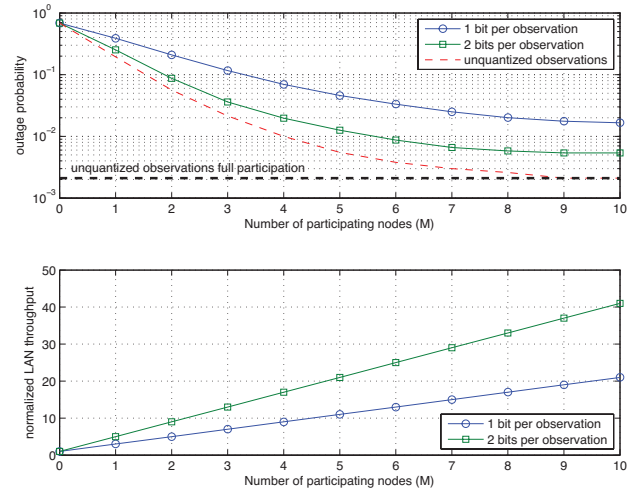 10^0
10^-1
10^-2
10^-3
outage probability
1 bit per observation
2 bits per observation
unquantized observations
unquantized observations full participation
0 1 2 3 4 5 6 7 8 9 10
Number of participating nodes (M)
50
40
30
20
10
0
normalized LAN throughput
1 bit per observation
2 bits per observation
0 1 2 3 4 5 6 7 8 9 10
Number of participating nodes (M)